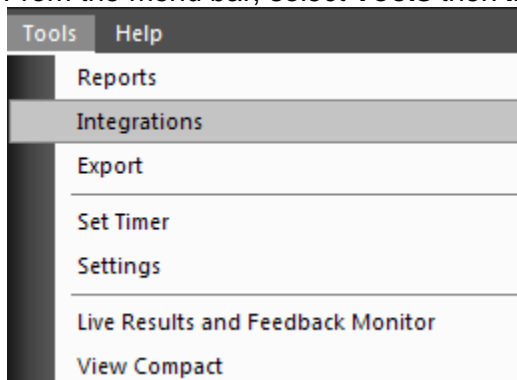 Tools Help
Reports
Integrations
Export
Set Timer
Settings
Live Results and Feedback Monitor
View Compact